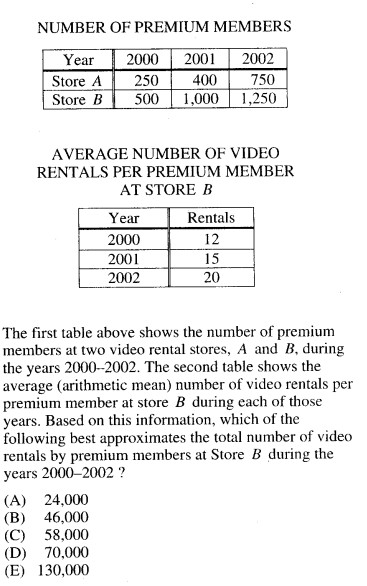 NUMBER OF PREMIUM MEMBERS
Year 2000 2001 2002
Store A 250 400 750
Store B 500 1,000 1,250
AVERAGE NUMBER OF VIDEO
RENTALS PER PREMIUM MEMBER
AT STORE B
Year Rentals
2000 12
2001 15
2002 20
The first table above shows the number of premium
members at two video rental stores, A and B, during
the years 2000--2002. The second table shows the
average (arithmetic mean) number of video rentals per
premium member at store B during each of those
years. Based on this information, which of the
following best approximates the total number of video
rentals by premium members at Store B during the
years 2000–2002 ?
(A) 24,000
(B) 46,000
(C) 58,000
(D) 70,000
(E) 130,000